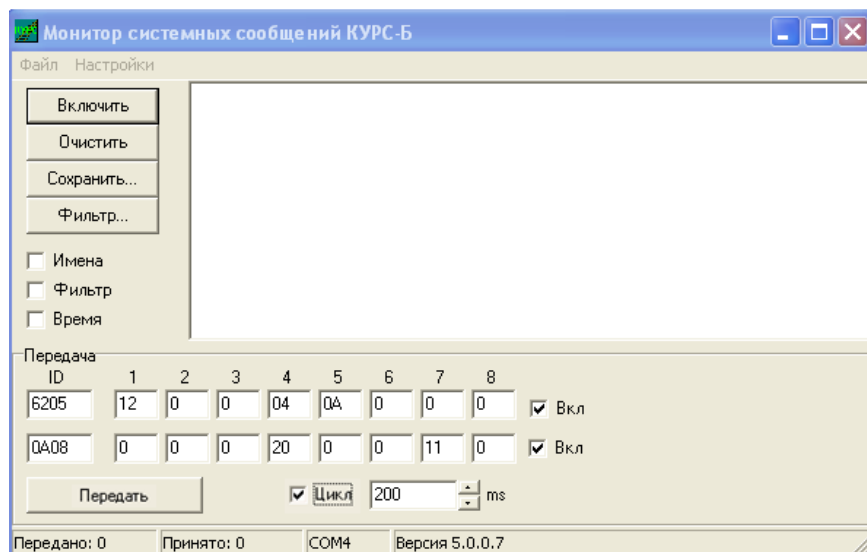 Монитор системных сообщений КУРС-Б
Файл Настройки
Включить
Очистить
Сохранить...
Фильтр...
Имена
Фильтр
Время
Передача
ID 1 2 3 4 5 6 7 8
6205 12 0 0 04 0A 0 0 0 Вкл
0A08 0 0 0 20 0 0 11 0 Вкл
Передать Цикл 200 ms
Передано: 0 Принято: 0 COM4 Версия 5.0.0.7